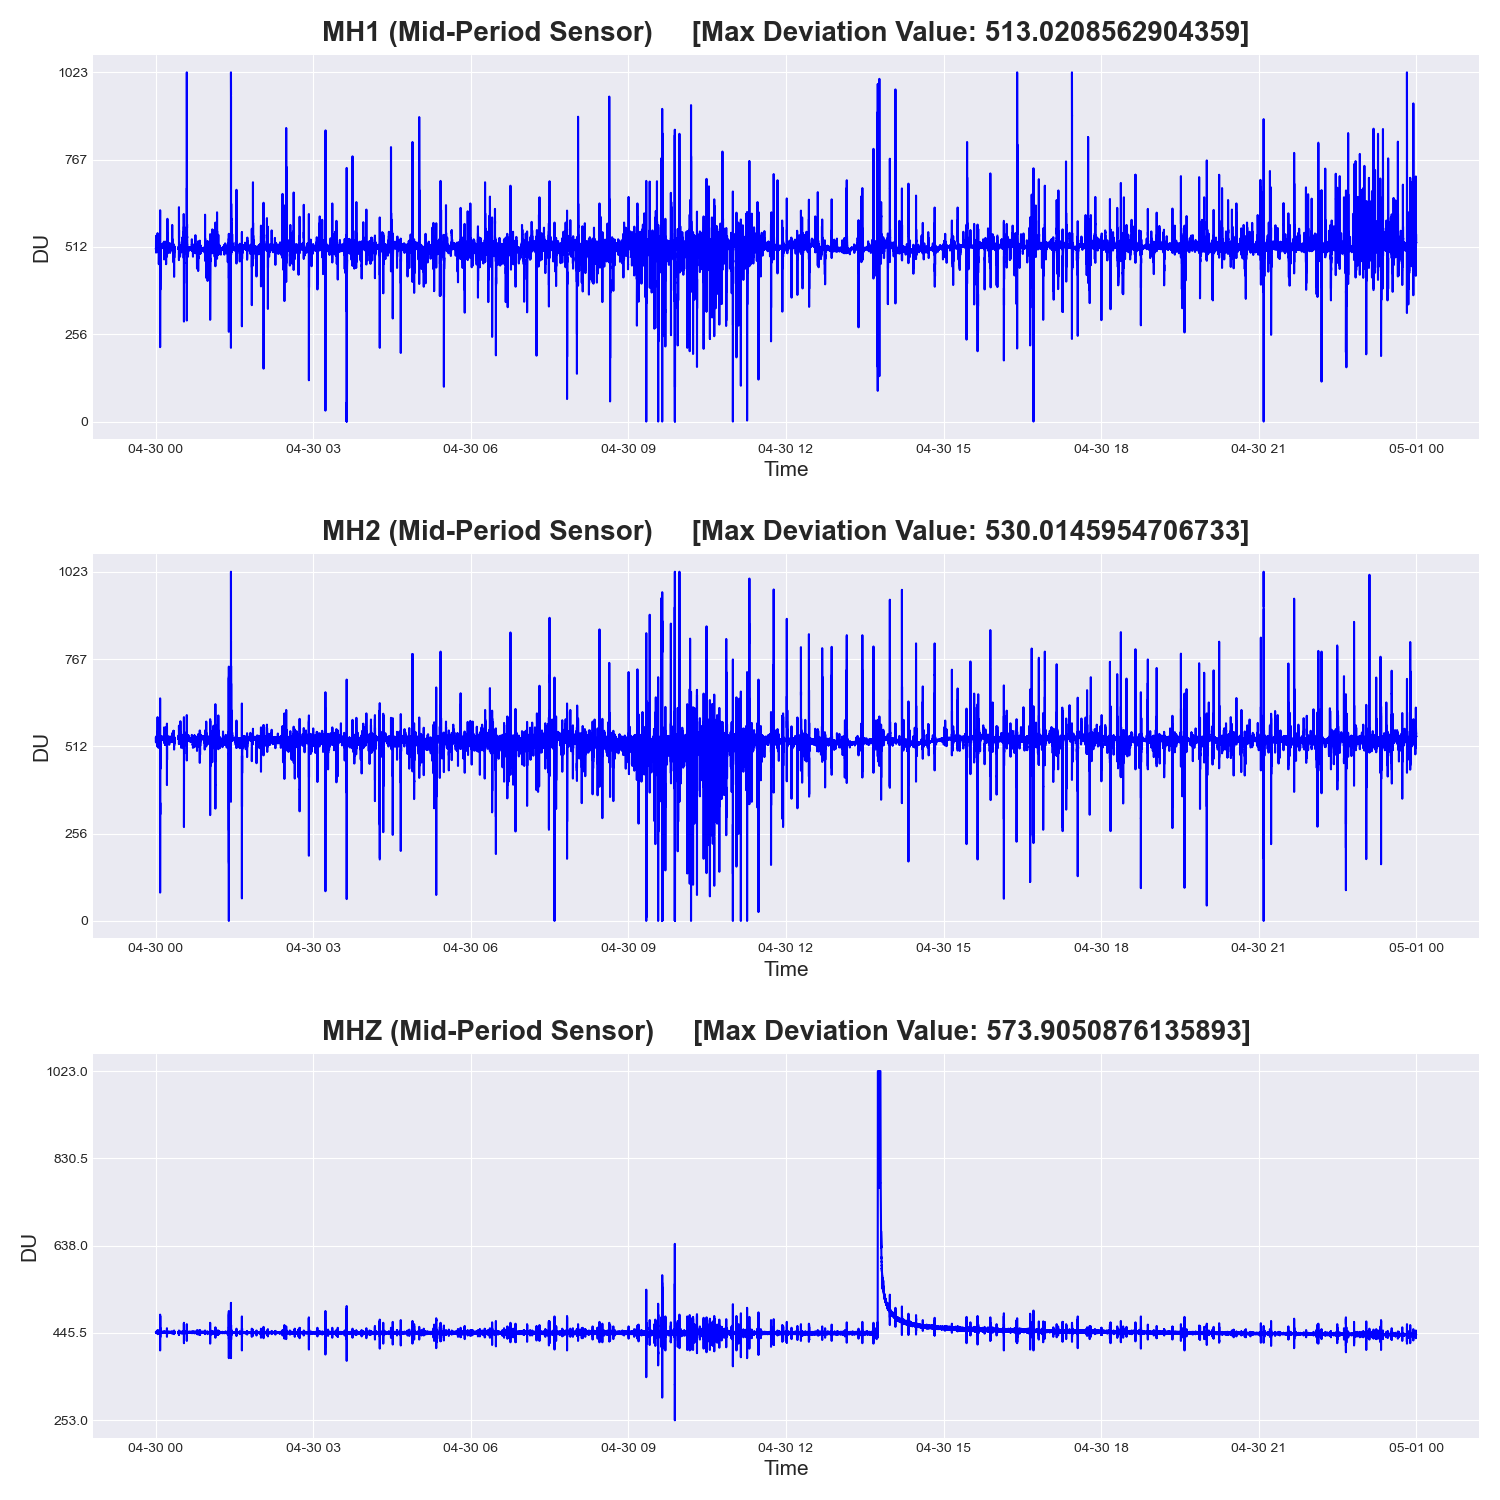 MH1 (Mid-Period Sensor) [Max Deviation Value: 513.0208562904359]
1023
767
512
256
0
DU
04-30 00 04-30 03 04-30 06 04-30 09 04-30 12 04-30 15 04-30 18 04-30 21 05-01 00
Time
MH2 (Mid-Period Sensor) [Max Deviation Value: 530.0145954706733]
1023
767
512
256
0
DU
04-30 00 04-30 03 04-30 06 04-30 09 04-30 12 04-30 15 04-30 18 04-30 21 05-01 00
Time
MHZ (Mid-Period Sensor) [Max Deviation Value: 573.9050876135893]
1023.0
830.5
638.0
445.5
253.0
DU
04-30 00 04-30 03 04-30 06 04-30 09 04-30 12 04-30 15 04-30 18 04-30 21 05-01 00
Time